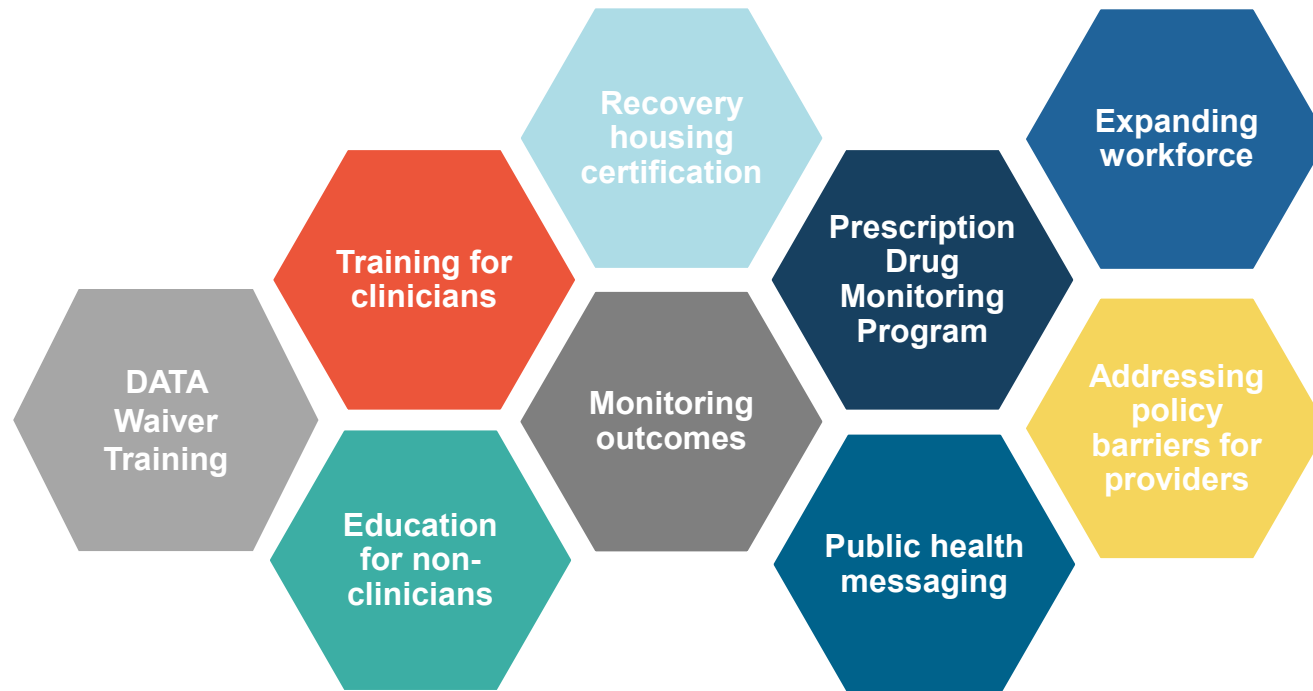 Recovery
housing
certification
Expanding
workforce
Training for
clinicians
Prescription
Drug
Monitoring
Program
DATA
Waiver
Training
Monitoring
outcomes
Addressing
policy
barriers for
providers
Education
for non-
clinicians
Public health
messaging